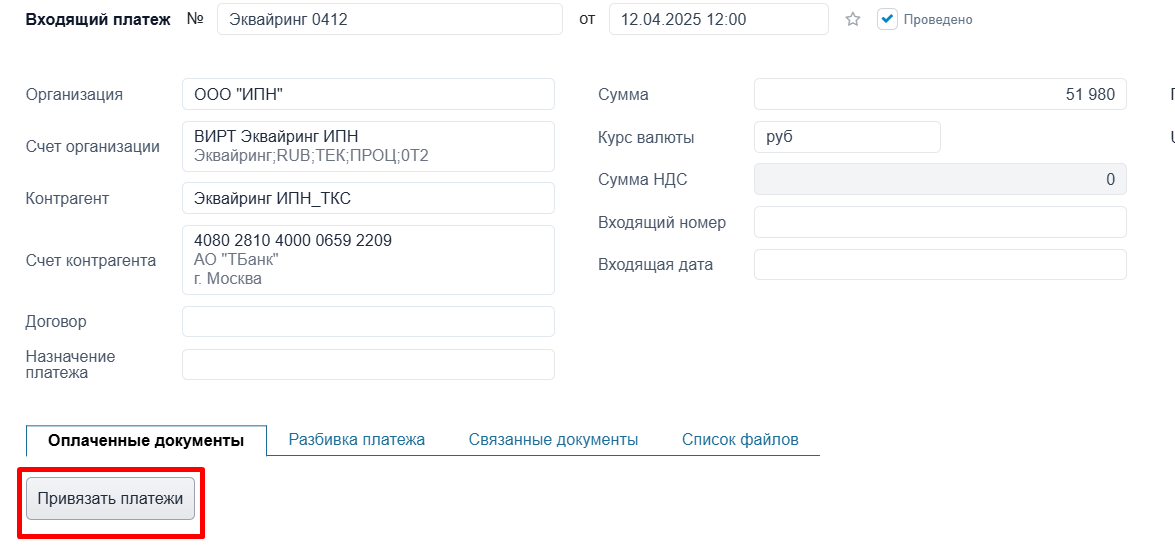 Входящий платеж № Эквайринг 0412 от 12.04.2025 12:00 Проведено
Организация ООО "ИПН"
Счет организации ВИРТ Эквайринг ИПН
Эквайринг;RUB;ТЕК;ПРОЦ;0Т2
Контрагент Эквайринг ИПН_ТКС
Счет контрагента 4080 2810 4000 0659 2209
АО "ТБанк"
г. Москва
Договор
Назначение
платежа
Сумма 51 980
Курс валюты руб
Сумма НДС 0
Входящий номер
Входящая дата
Оплаченные документы Разбивка платежа Связанные документы Список файлов
Привязать платежи